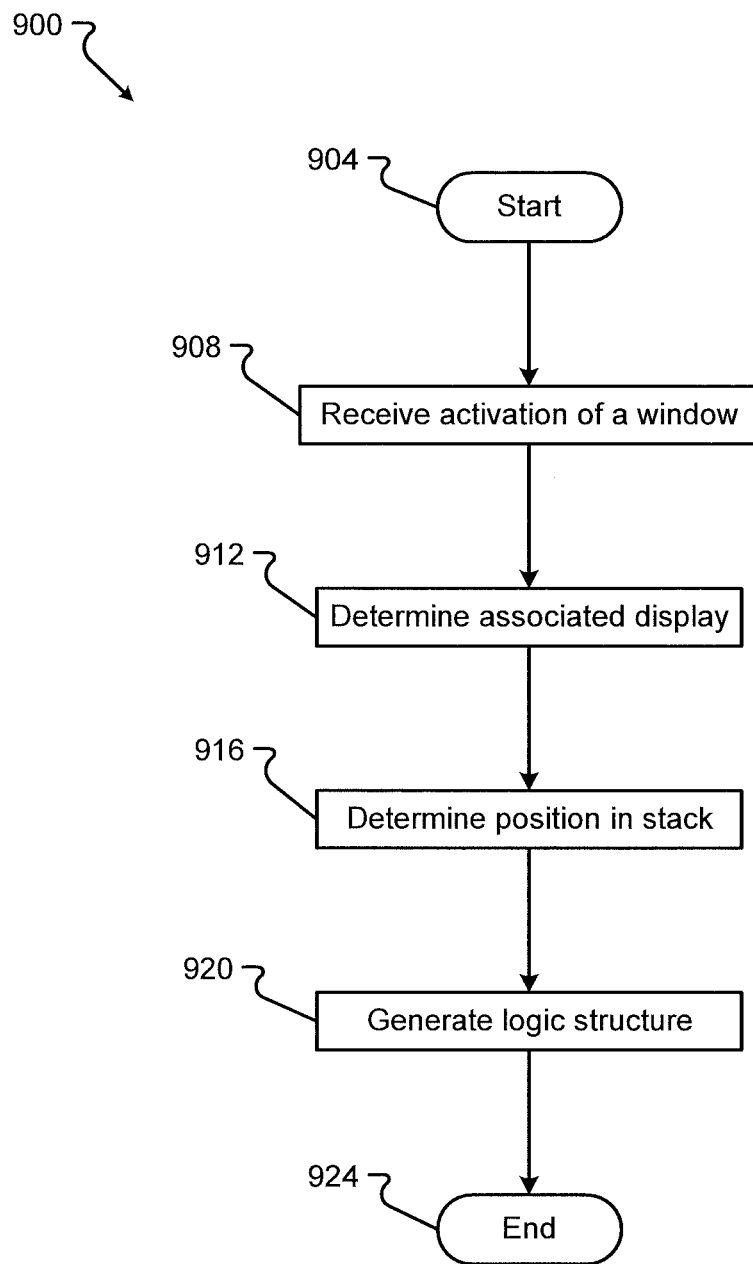 900
904
Start
908
Receive activation of a window
912
Determine associated display
916
Determine position in stack
920
Generate logic structure
924
End